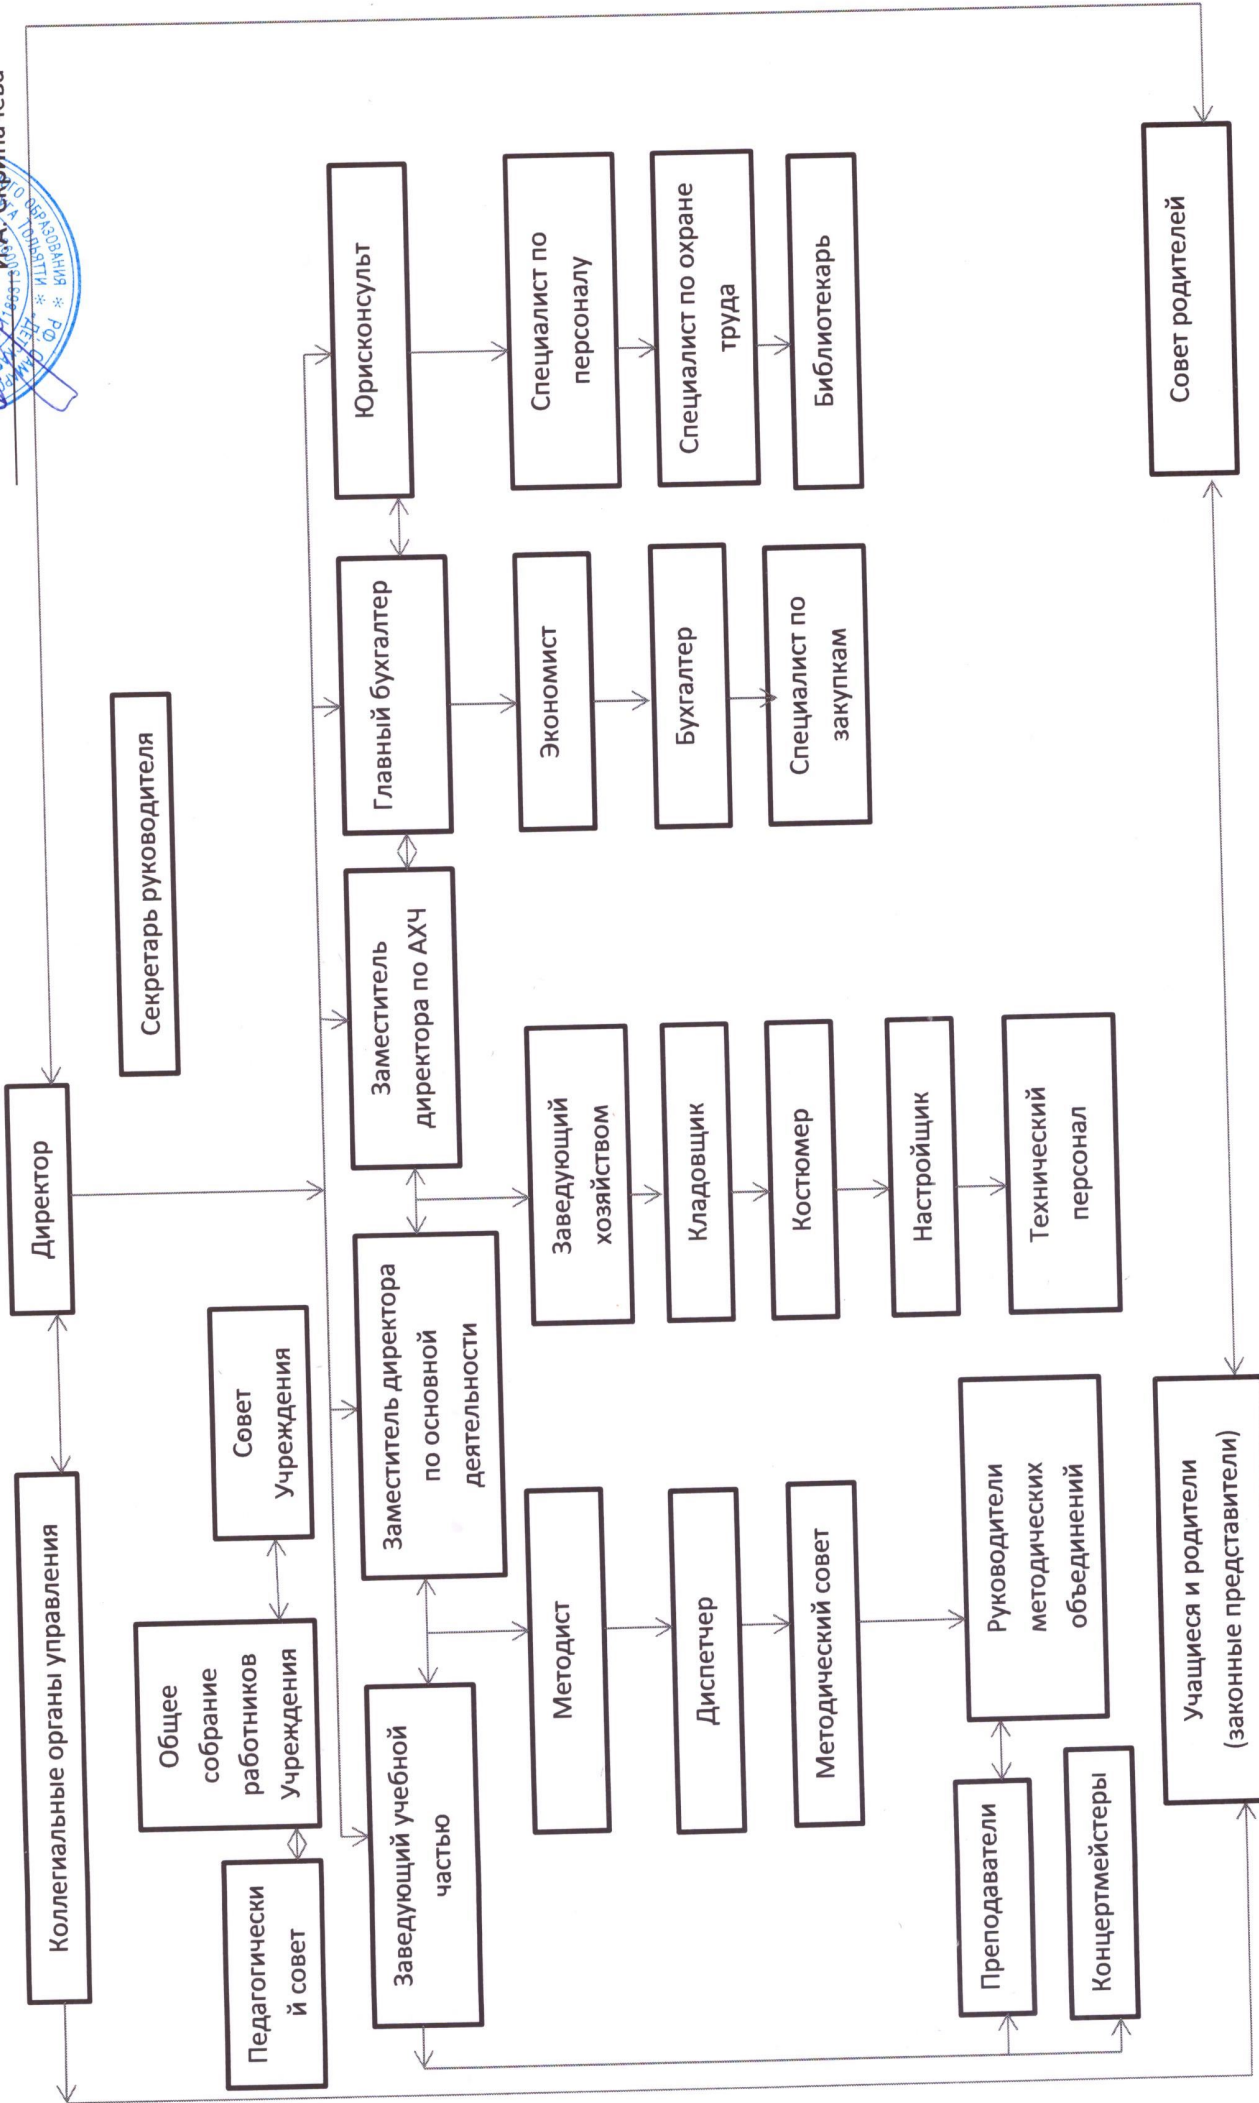 Директор
Коллегиальные органы управления
Секретарь руководителя
Совет
Учреждения
Общее
собрание
работников
Учреждения
Педагогически
й совет
Заведующий учебной
частью
Заместитель директора
по основной
деятельности
Заместитель
директора по АХЧ
Главный бухгалтер
Юрисконсульт
Методист
Диспетчер
Методический совет
Руководители
методических
объединений
Преподаватели
Концертмейстеры
Заведующий
хозяйством
Кладовщик
Костюмер
Настройщик
Технический
персонал
Экономист
Бухгалтер
Специалист по
закупкам
Специалист по
персоналу
Специалист по охране
труда
Библиотекарь
Учащиеся и родители
(законные представители)
Совет родителей
ОБРАЗОВАНИЯ * РФ
ТОЛЬЯТТИ *